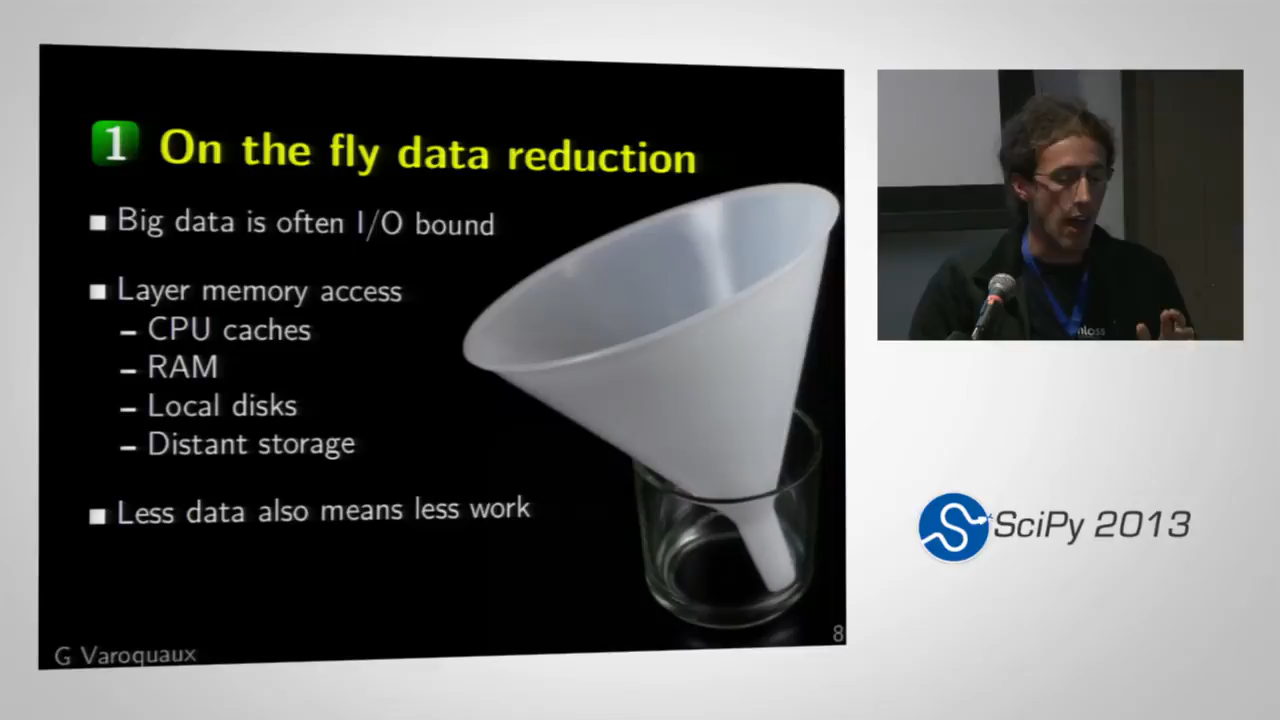 1 On the fly data reduction
Big data is often I/O bound
Layer memory access
– CPU caches
– RAM
– Local disks
– Distant storage
Less data also means less work
G Varoquaux
8
SciPy 2013